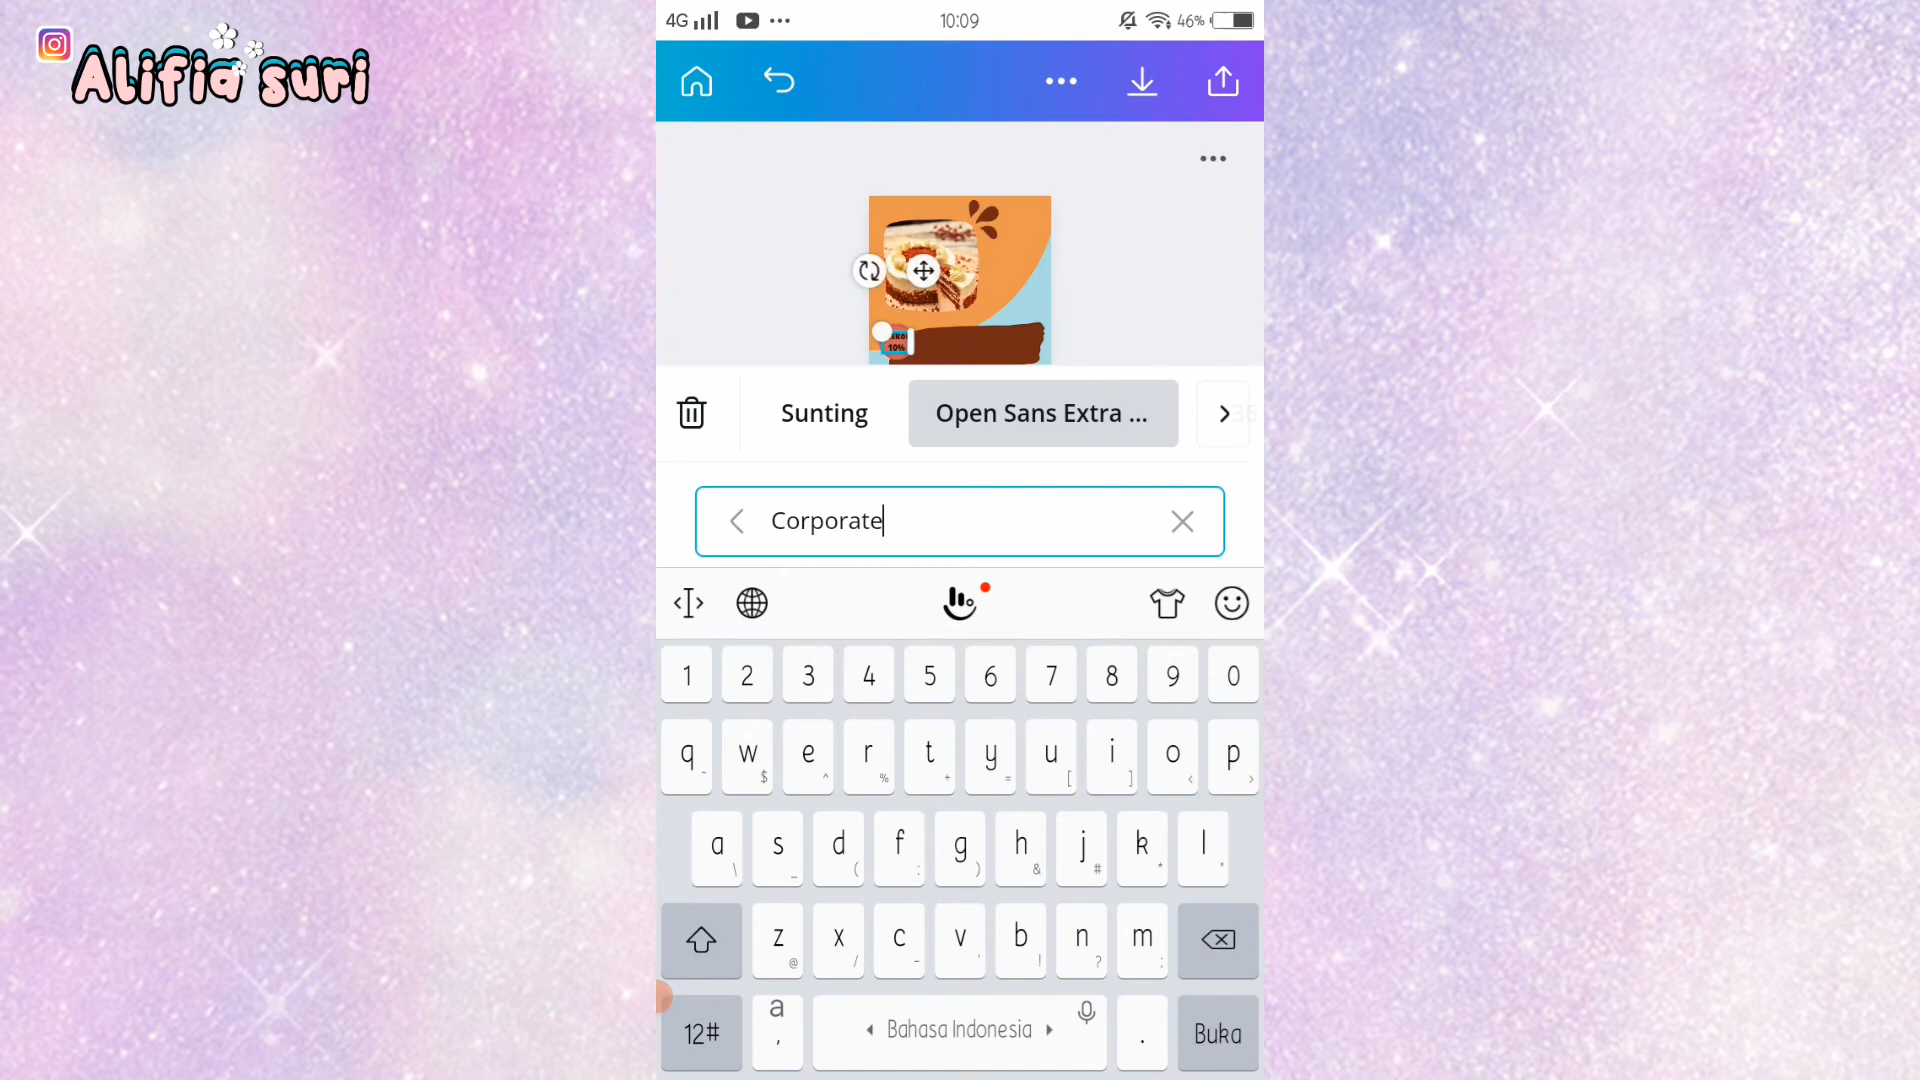 Alifia suri
4G 10:09 46%
10%
Sunting Open Sans Extra ...
Corporate
1 2 3 4 5 6 7 8 9 0
q w e r t y u i o p
- $ ^ % + = [ ] < >
a s d f g h j k l
\ _ ( : ) & # * "
z x c v b n m
@ / - ' ! ? ;
12# a , Bahasa Indonesia . Buka